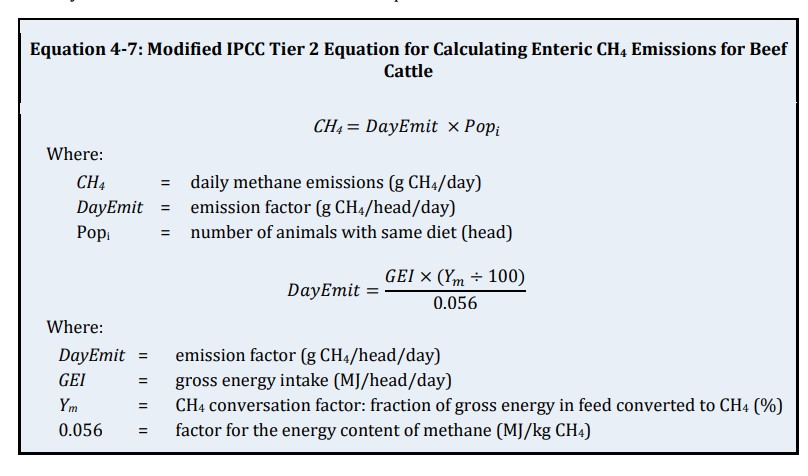 Equation 4-7: Modified IPCC Tier 2 Equation for Calculating Enteric CH₄ Emissions for Beef
Cattle
CH₄ = DayEmit × Popᵢ
Where:
CH₄ = daily methane emissions (g CH₄/day)
DayEmit = emission factor (g CH₄/head/day)
Popᵢ = number of animals with same diet (head)
DayEmit = GEI × (Yₘ ÷ 100)
0.056
Where:
DayEmit = emission factor (g CH₄/head/day)
GEI = gross energy intake (MJ/head/day)
Yₘ = CH₄ conversation factor: fraction of gross energy in feed converted to CH₄ (%)
0.056 = factor for the energy content of methane (MJ/kg CH₄)